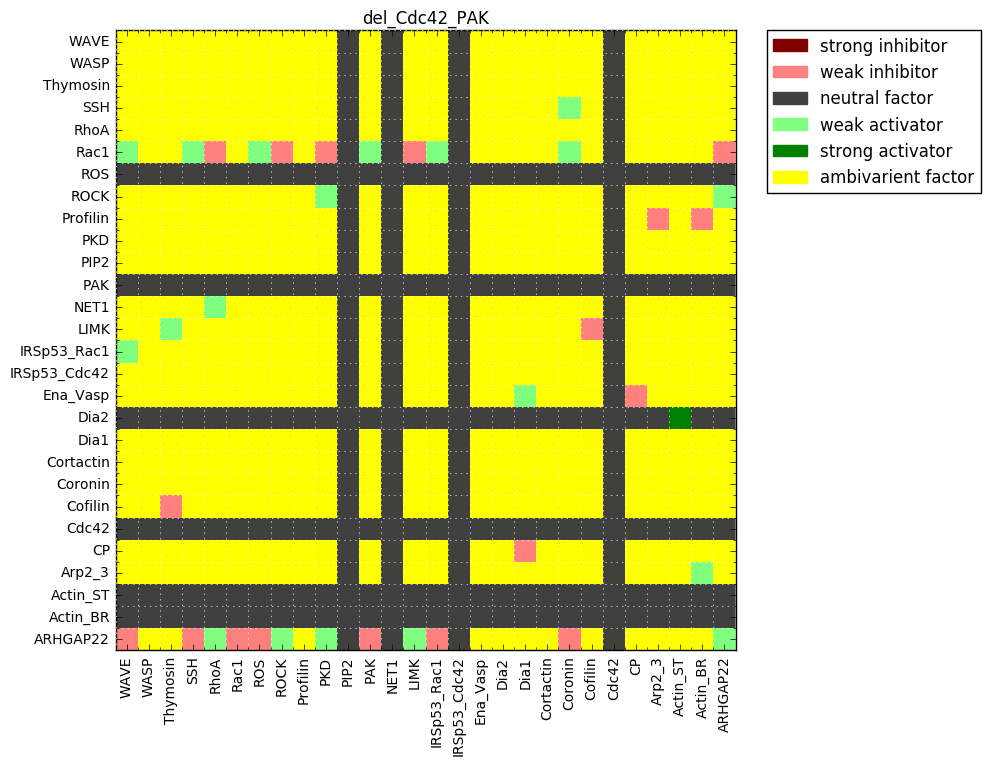 del_Cdc42_PAK
WAVE
WASP
Thymosin
SSH
RhoA
Rac1
ROS
ROCK
Profilin
PKD
PIP2
PAK
NET1
LIMK
IRSp53_Rac1
IRSp53_Cdc42
Ena_Vasp
Dia2
Dia1
Cortactin
Coronin
Cofilin
Cdc42
CP
Arp2_3
Actin_ST
Actin_BR
ARHGAP22
WAVE
WASP
Thymosin
SSH
RhoA
Rac1
ROS
ROCK
Profilin
PKD
PIP2
PAK
NET1
LIMK
IRSp53_Rac1
IRSp53_Cdc42
Ena_Vasp
Dia2
Dia1
Cortactin
Coronin
Cofilin
Cdc42
CP
Arp2_3
Actin_ST
Actin_BR
ARHGAP22
strong inhibitor
weak inhibitor
neutral factor
weak activator
strong activator
ambivarient factor